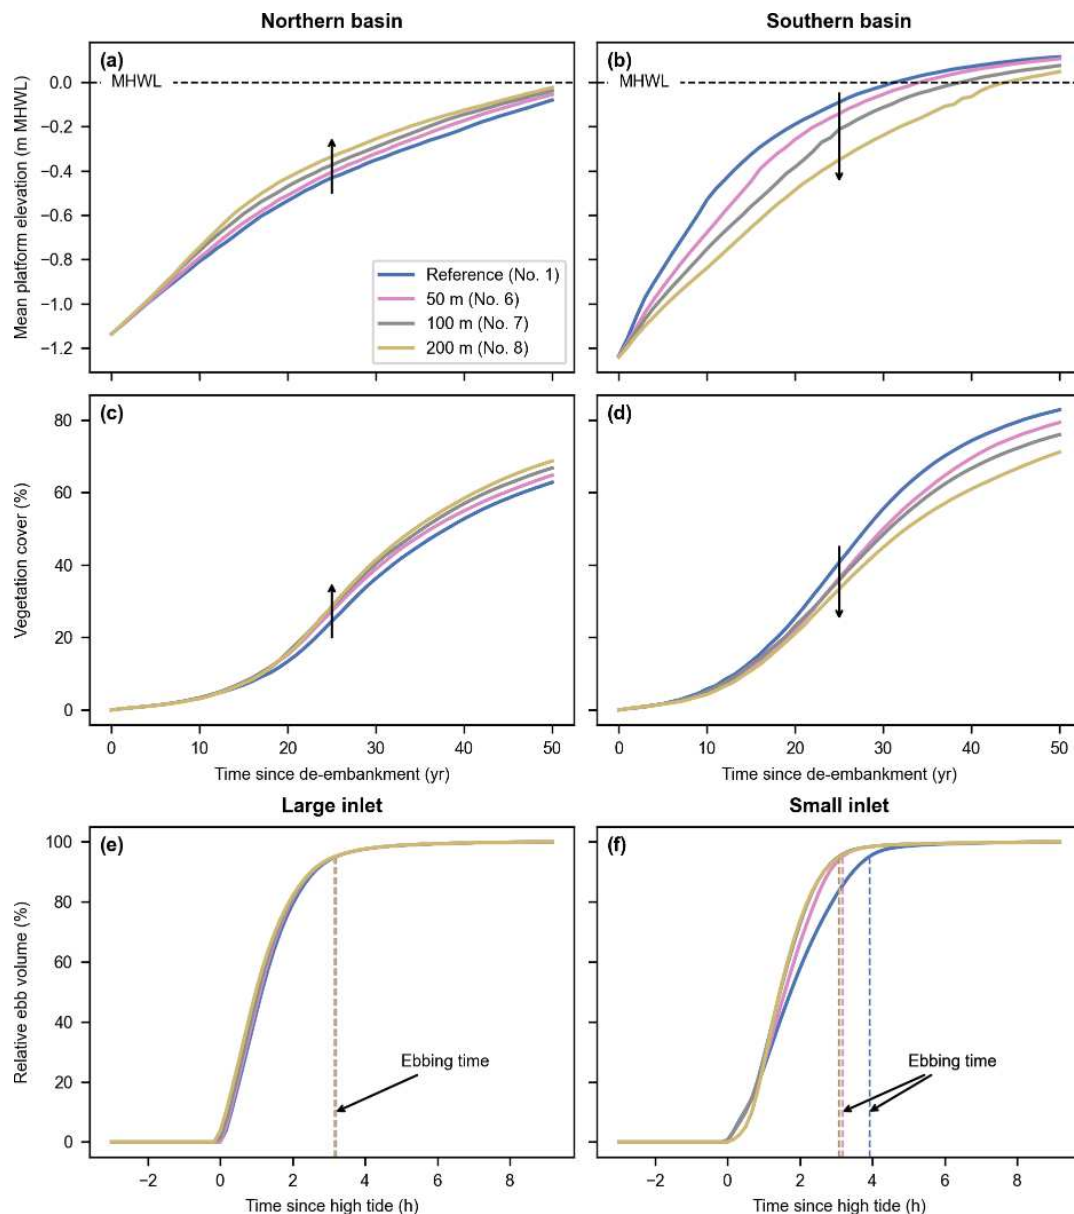 Northern basin
Southern basin
(a)
(b)
MHWL
MHWL
Mean platform elevation (m MHWL)
0.0
−0.2
−0.4
−0.6
−0.8
−1.0
−1.2
Reference (No. 1)
50 m (No. 6)
100 m (No. 7)
200 m (No. 8)
(c)
(d)
Vegetation cover (%)
80
60
40
20
0
0 10 20 30 40 50
0 10 20 30 40 50
Time since de-embankment (yr)
Time since de-embankment (yr)
Large inlet
Small inlet
(e)
(f)
Relative ebb volume (%)
100
80
60
40
20
0
Ebbing time
Ebbing time
−2 0 2 4 6 8
−2 0 2 4 6 8
Time since high tide (h)
Time since high tide (h)